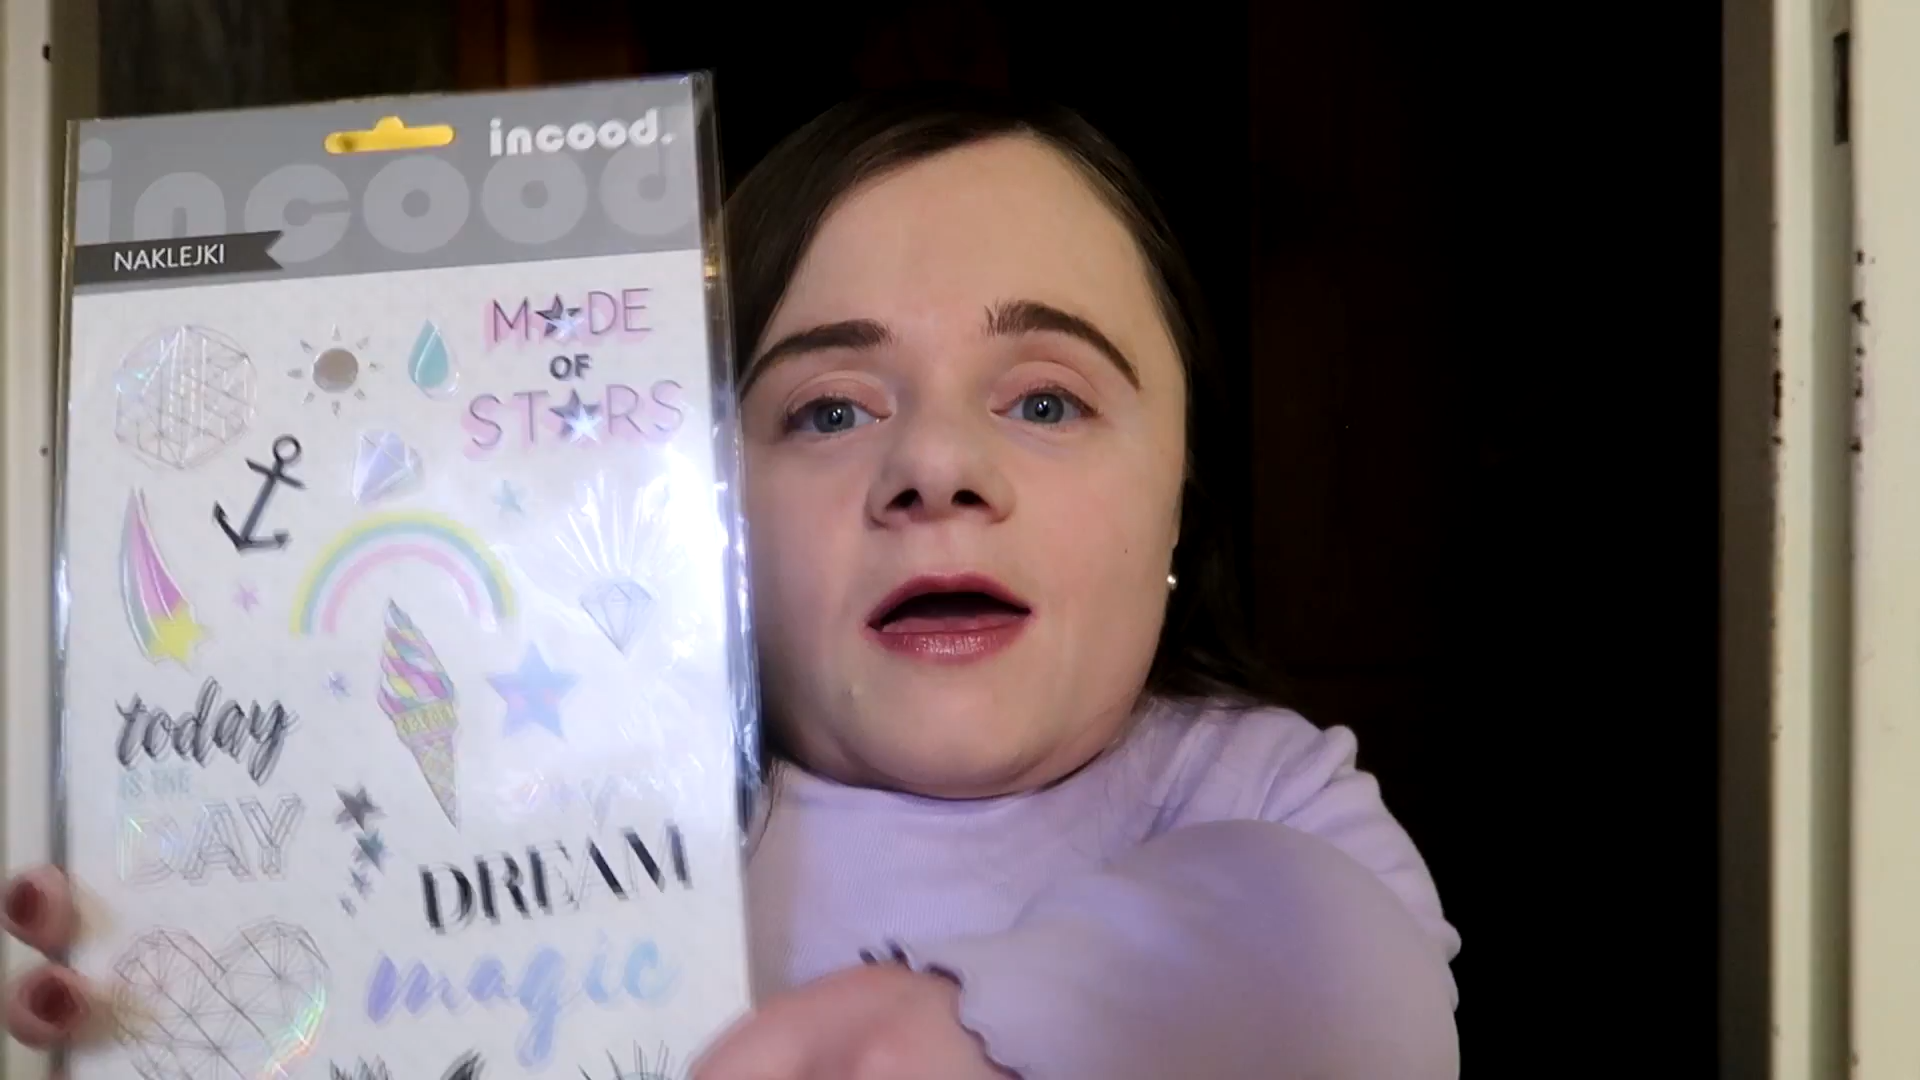 incood.
incood
NAKLEJKI
MADE
OF
STARS
today
IS THE
DAY
DREAM
magic